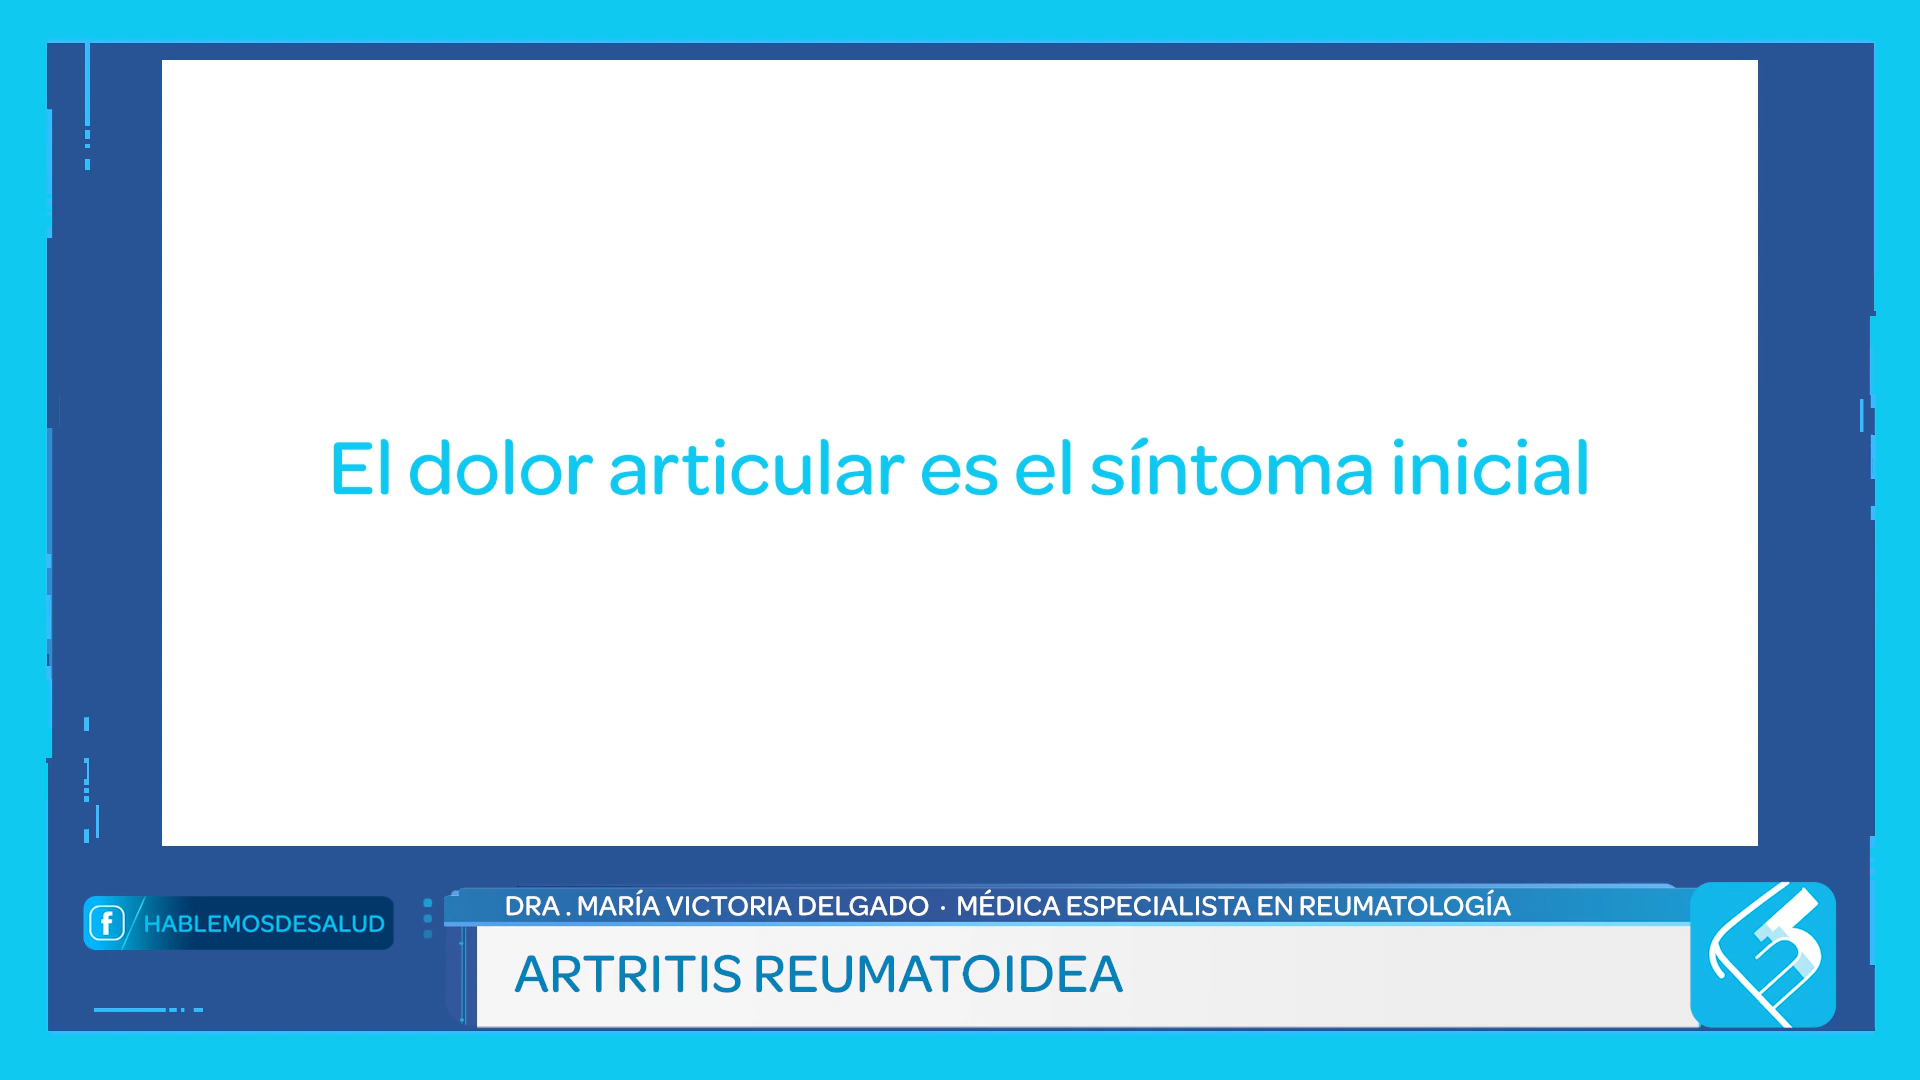 El dolor articular es el síntoma inicial
HABLEMOSDESALUD
DRA . MARÍA VICTORIA DELGADO · MÉDICA ESPECIALISTA EN REUMATOLOGÍA
ARTRITIS REUMATOIDEA